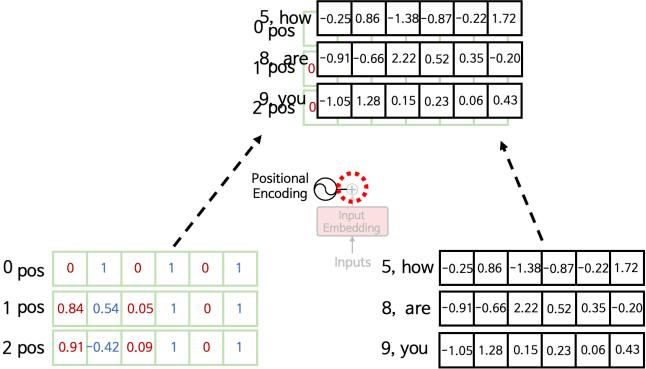 5, how −0.25 0.86 −1.38 −0.87 −0.22 1.72
0 pos
8, are −0.91 −0.66 2.22 0.52 0.35 −0.20
1 pos 0
9, you −1.05 1.28 0.15 0.23 0.06 0.43
2 pos 0
Positional
Encoding
Input
Embedding
Inputs
0 pos 0 1 0 1 0 1
1 pos 0.84 0.54 0.05 1 0 1
2 pos 0.91 −0.42 0.09 1 0 1
5, how −0.25 0.86 −1.38 −0.87 −0.22 1.72
8, are −0.91 −0.66 2.22 0.52 0.35 −0.20
9, you −1.05 1.28 0.15 0.23 0.06 0.43